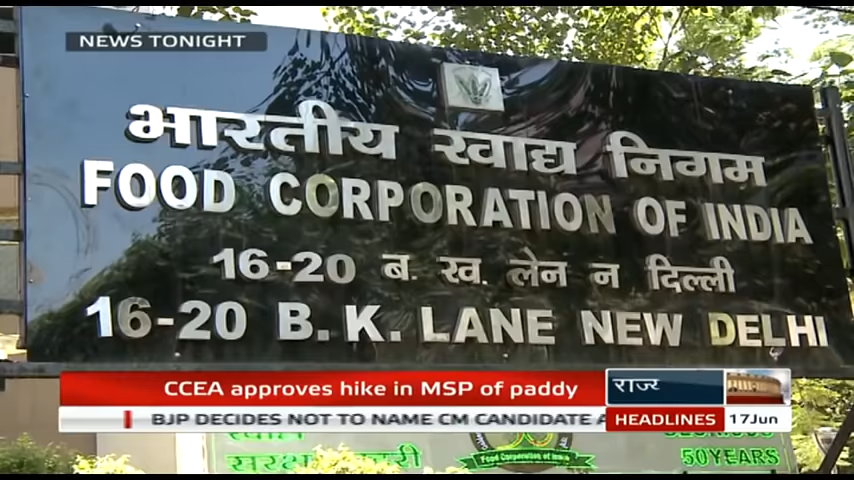 NEWS TONIGHT
भारतीय खाद्य निगम
FOOD CORPORATION OF INDIA
16-20 ब. ख. लेन न दिल्ली
16-20 B. K. LANE NEW DELHI
CCEA approves hike in MSP of paddy
राज्य
BJP DECIDES NOT TO NAME CM CANDIDATE
HEADLINES
17Jun
Food Corporation of India
50YEARS